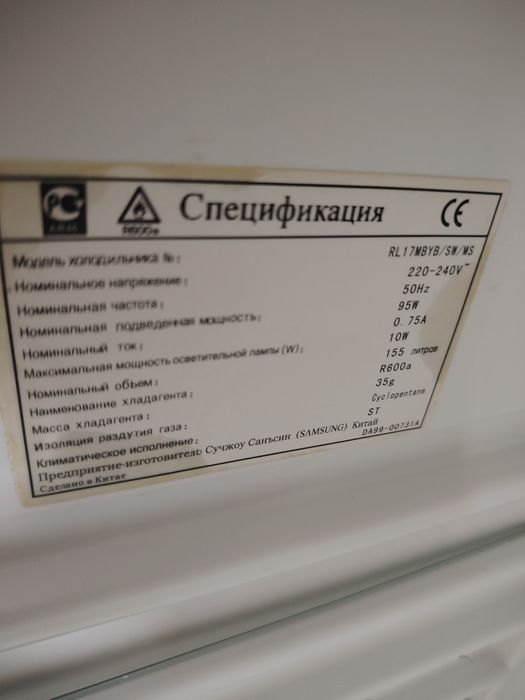 Спецификация
CE
R600a
Модель холодильника №: RL17MBYB/SW/MS
Номинальное напряжение: 220-240V~
Номинальная частота: 50Hz
Номинальная подведенная мощность: 95W
Номинальный ток: 0.75A
Максимальная мощность осветительной лампы (W): 10W
Номинальный объем: 155 литров
Наименование хладагента: R600a
Масса хладагента: 35g
Изоляция раздутия газа: Cyclopentane
Климатическое исполнение: ST
Предприятие-изготовитель Сучжоу Санъсин (SAMSUNG) Китай
Сделано в Китае DA99-00731A